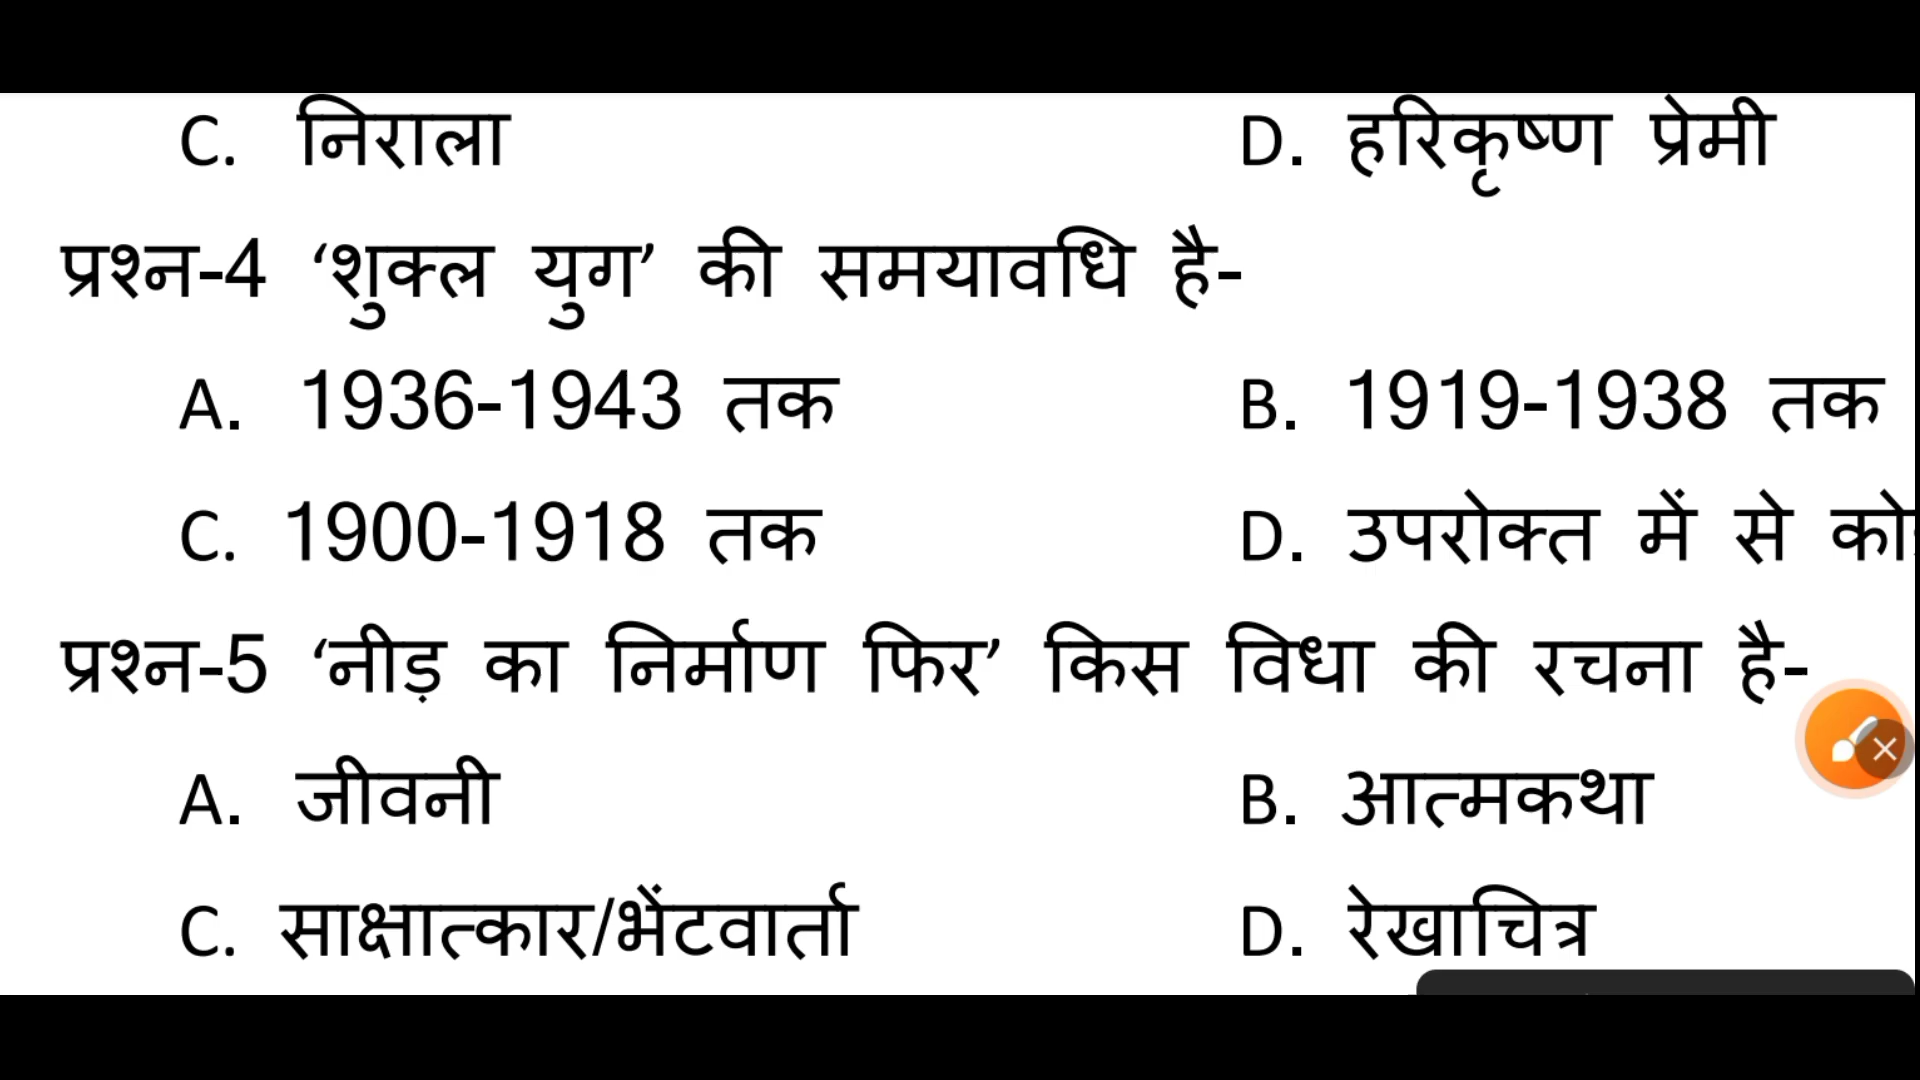 C. निराला D. हरिकृष्ण प्रेमी
प्रश्न-4 ‘शुक्ल युग’ की समयावधि है-
A. 1936-1943 तक B. 1919-1938 तक
C. 1900-1918 तक D. उपरोक्त में से
प्रश्न-5 ‘नीड़ का निर्माण फिर’ किस विधा की रचना है-
A. जीवनी B. आत्मकथा
C. साक्षात्कार/भेंटवार्ता D. रेखाचित्र